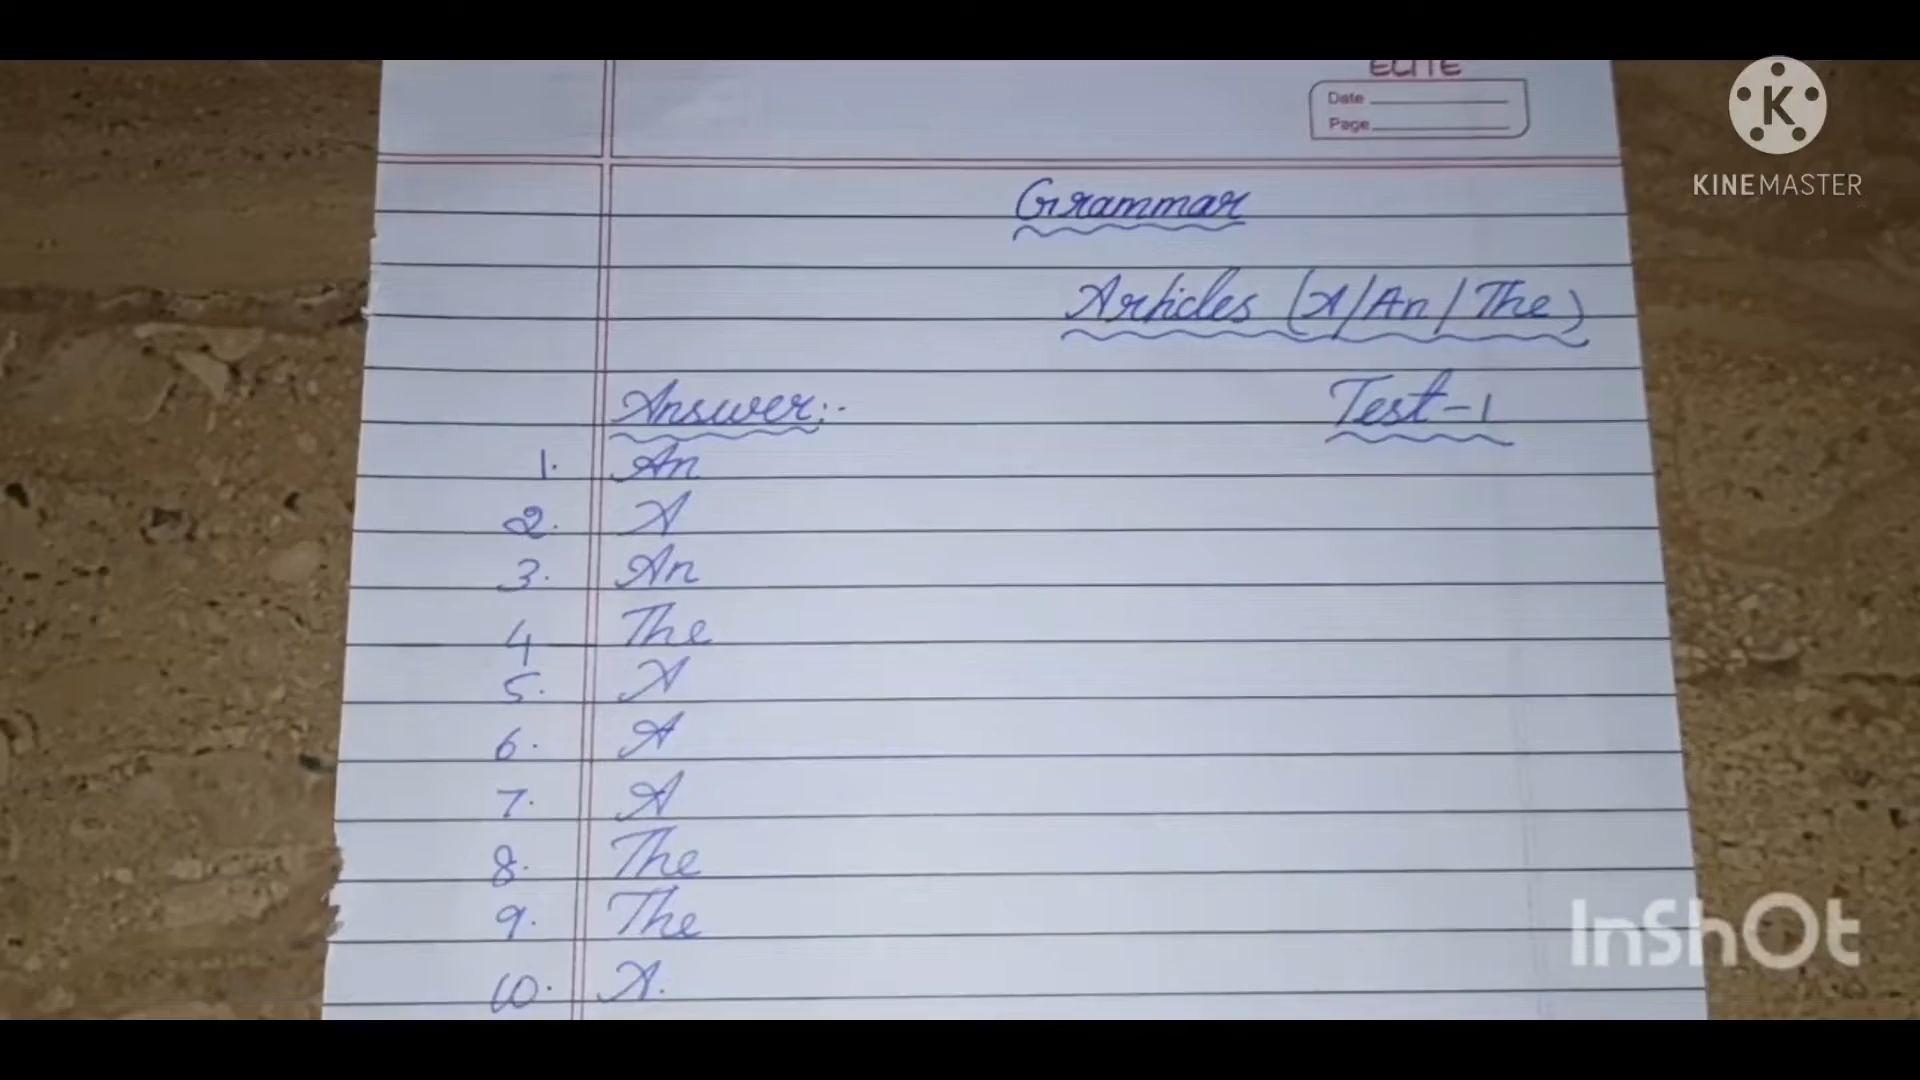 ELITE
Date
Page
KINEMASTER
Grammar
Articles (A/An/The)
Answer:- Test-1
1. An
2. A
3. An
4 The
5. A
6. A
7. A
8. The
9. The
10. A.
InShOt